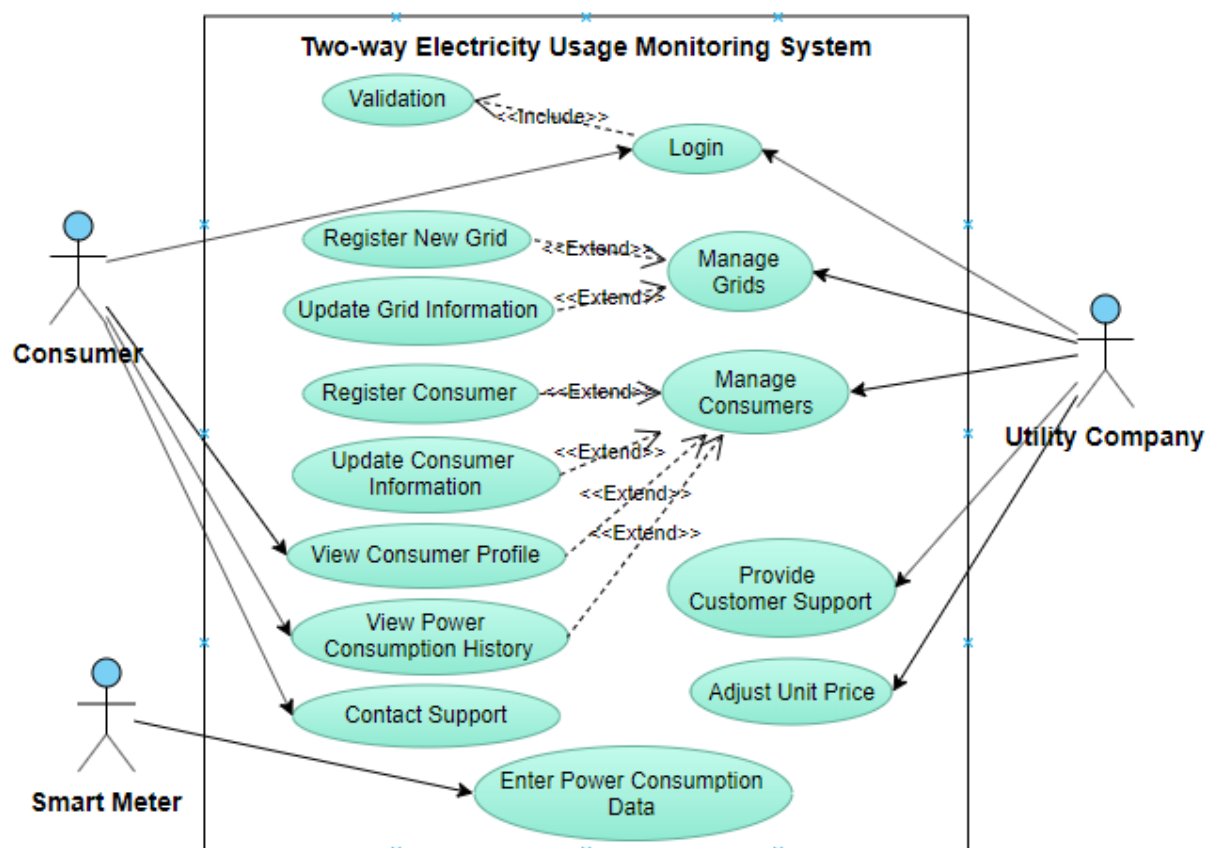 Two-way Electricity Usage Monitoring System
Validation
<<Include>>
Login
Register New Grid
<<Extend>>
Manage
Grids
Update Grid Information
<<Extend>>
Consumer
Register Consumer
<<Extend>>
Manage
Consumers
Utility Company
Update Consumer
Information
<<Extend>>
<<Extend>>
<<Extend>>
View Consumer Profile
Provide
Customer Support
View Power
Consumption History
Adjust Unit Price
Contact Support
Enter Power Consumption
Data
Smart Meter